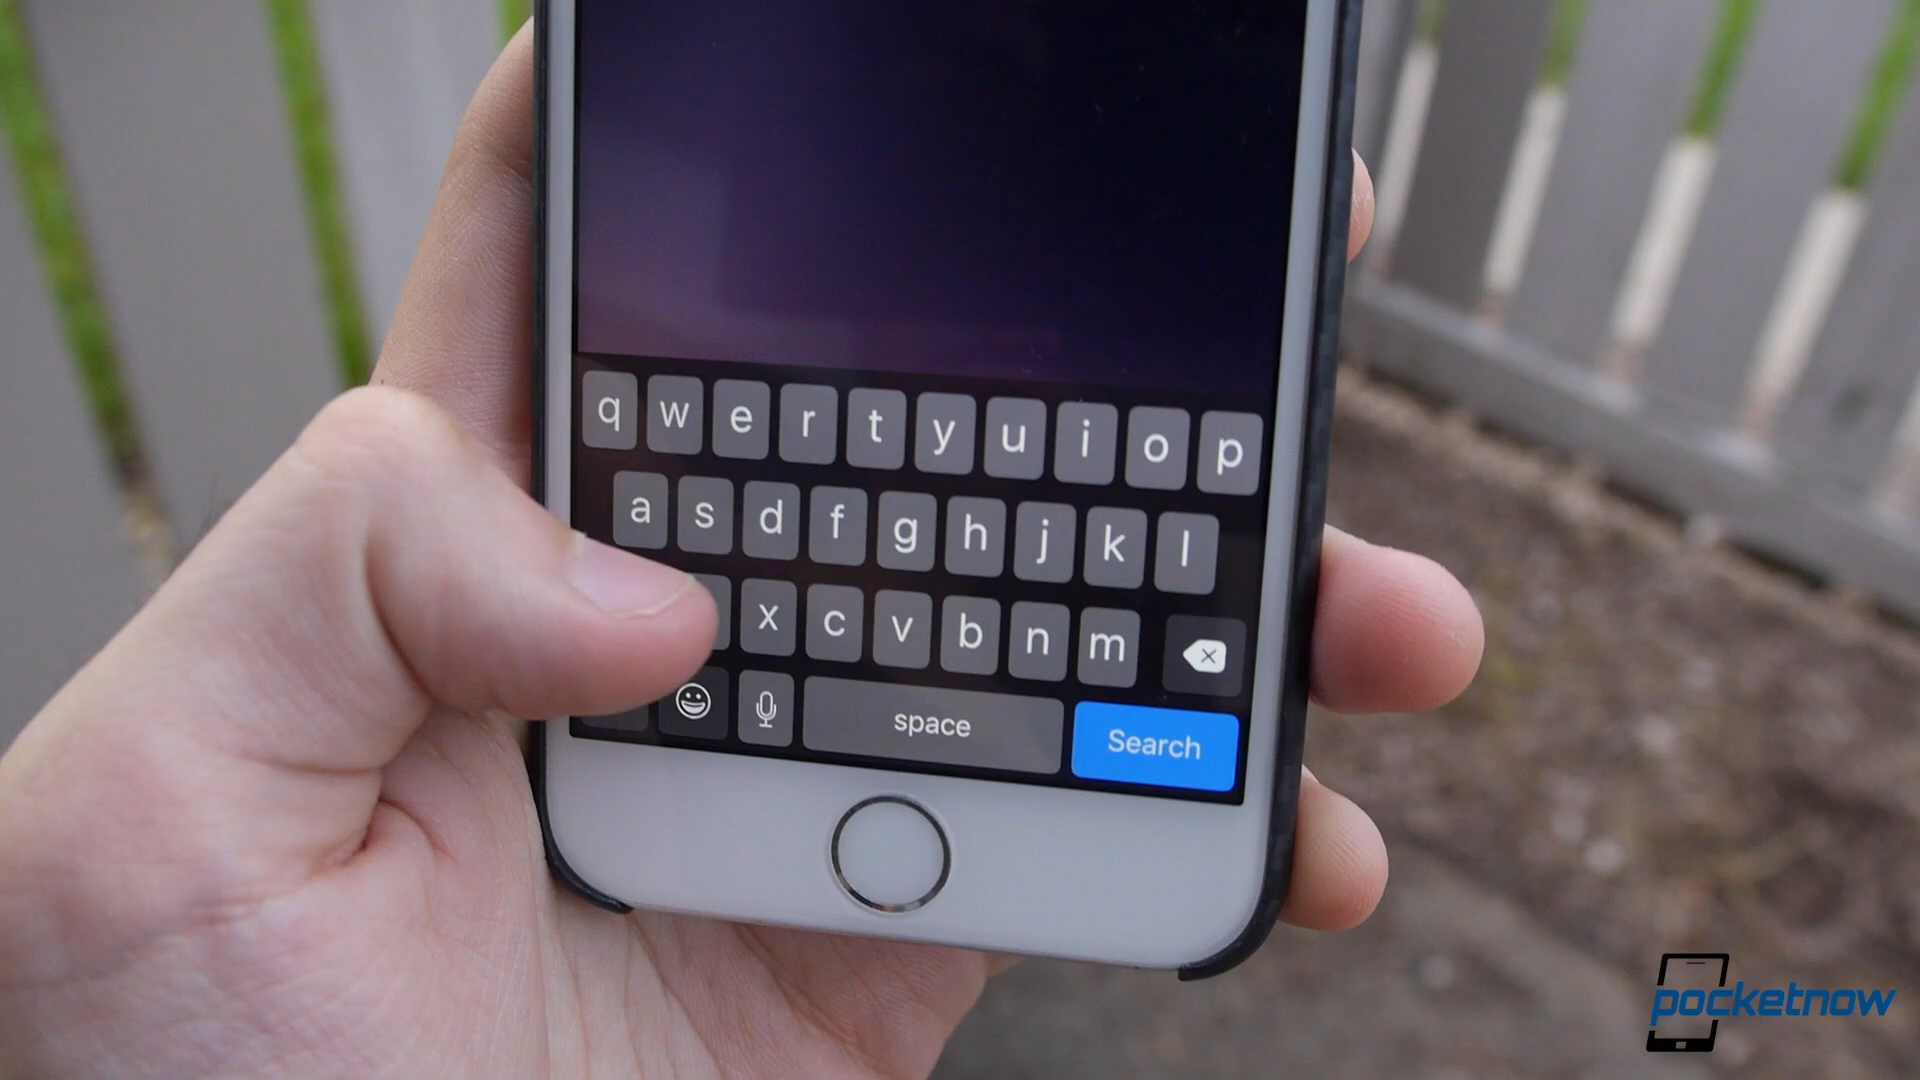 q w e r t y u i o p
a s d f g h j k l
x c v b n m
space Search
pocketnow